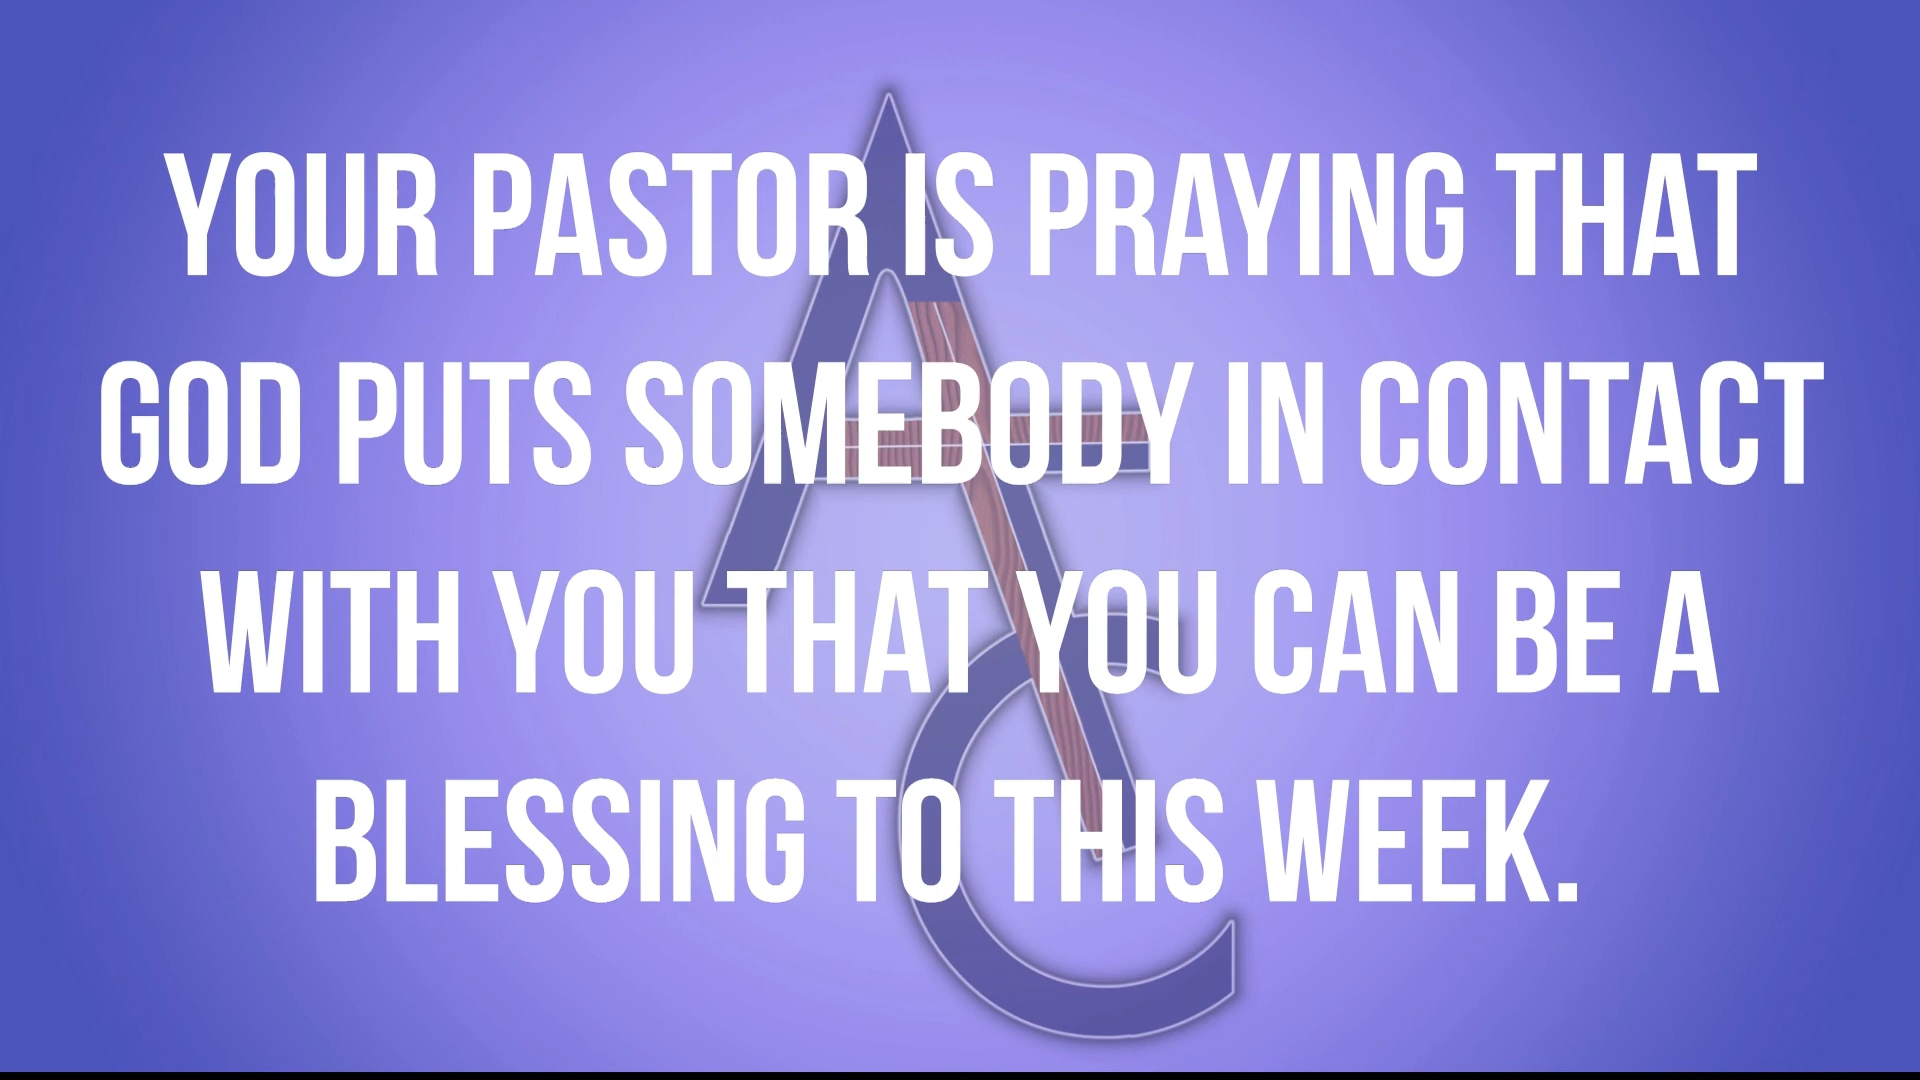 YOUR PASTOR IS PRAYING THAT
GOD PUTS SOMEBODY IN CONTACT
WITH YOU THAT YOU CAN BE A
BLESSING TO THIS WEEK.